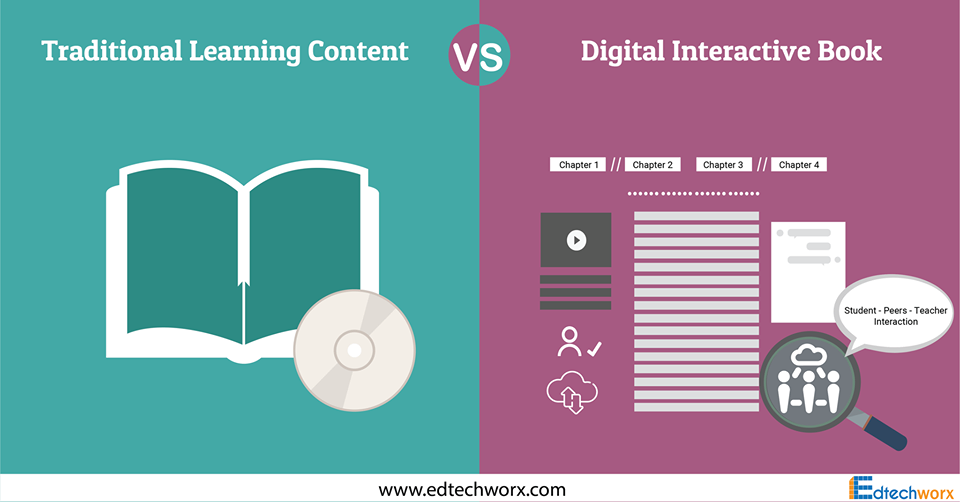 Traditional Learning Content
VS
Digital Interactive Book
Chapter 1 // Chapter 2 Chapter 3 // Chapter 4
Student - Peers - Teacher
Interaction
www.edtechworx.com
Edtechworx